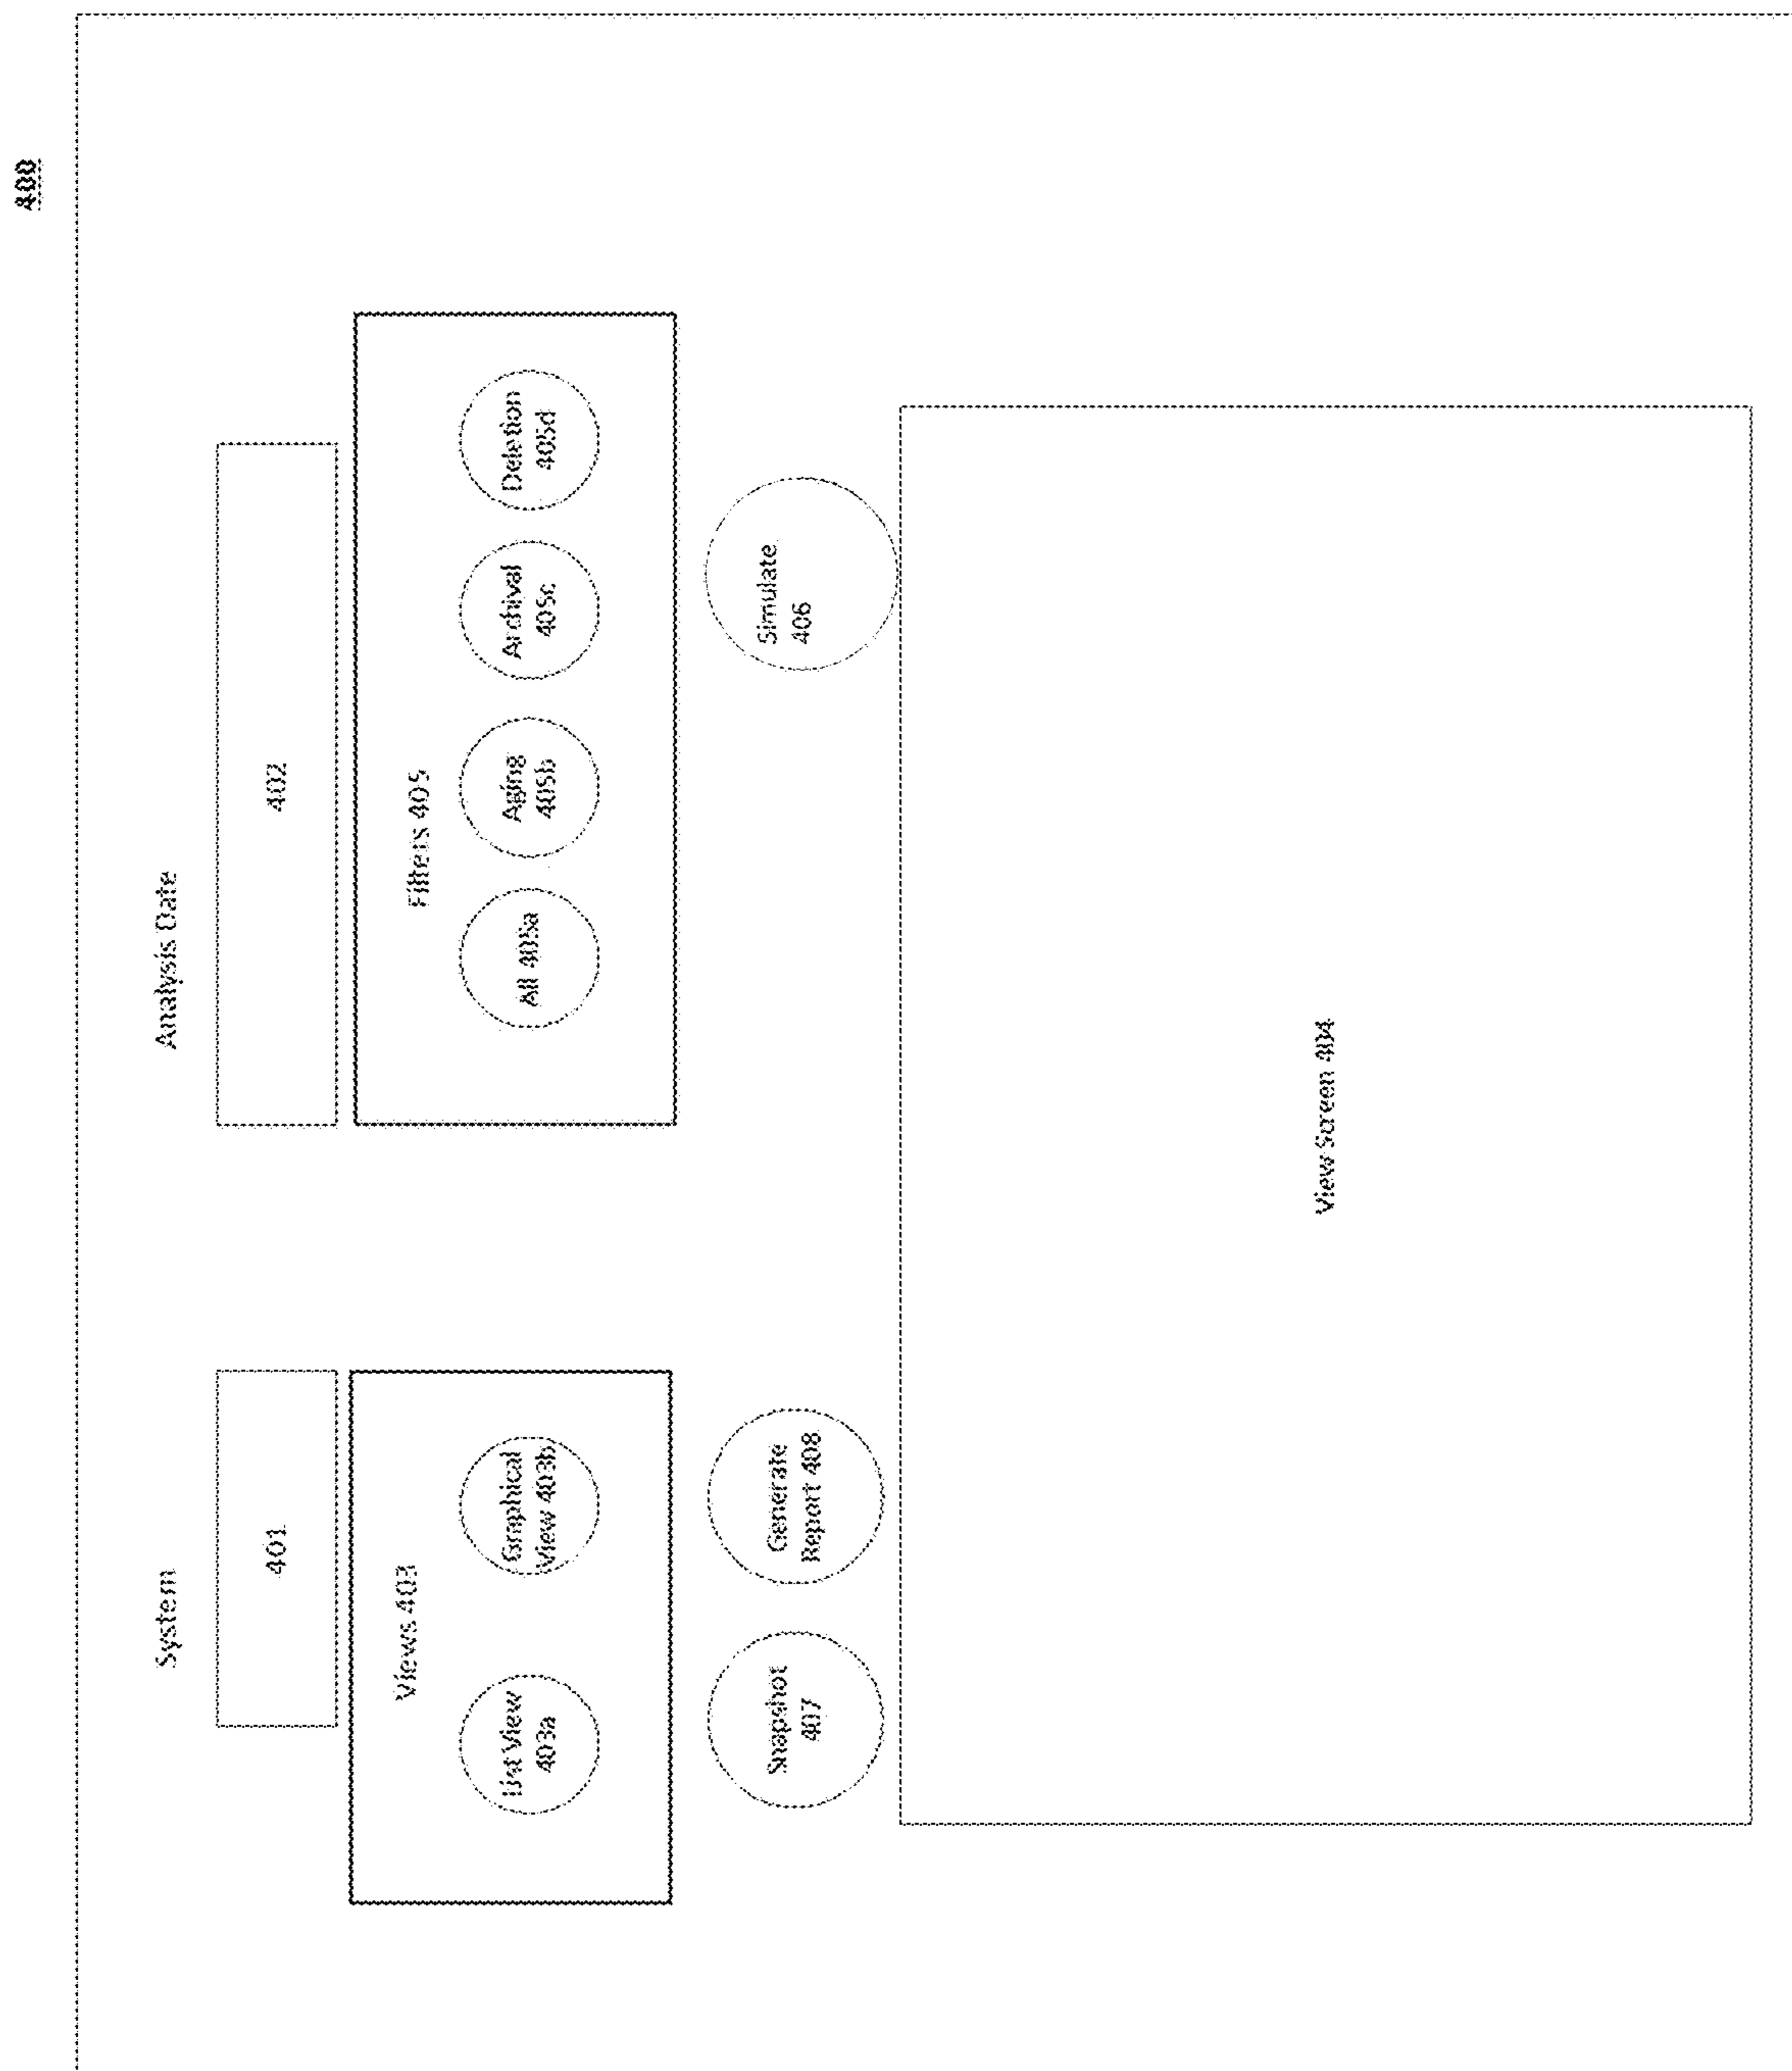 400
System
Analysis Date
401
402
Views 403
Filters 405
List View
403a
Graphical
View 403b
All 405a
Aging
405b
Archival
405c
Deletion
405d
Snapshot
407
Generate
Report 408
Simulate
406
View Screen 404